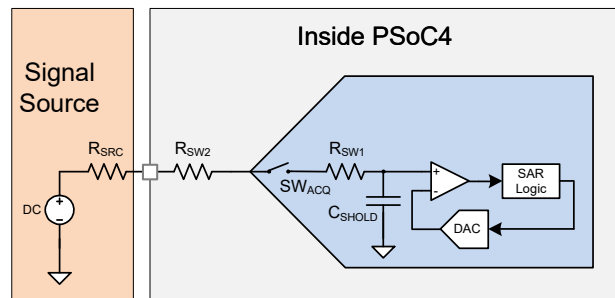 Inside PSoC4
Signal
Source
RSRC
RSW2
RSW1
SWACQ
CSHOLD
DC
+
-
+
-
SAR
Logic
DAC